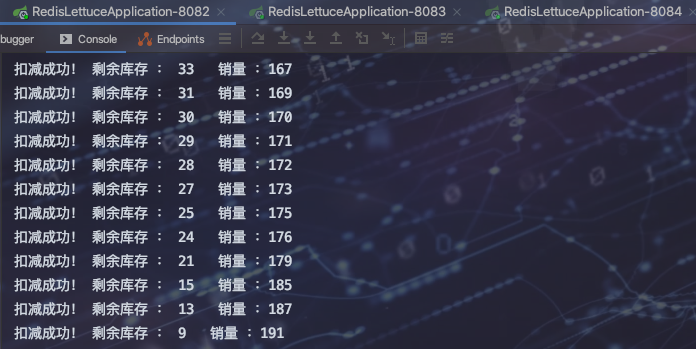 RedisLettuceApplication-8082 RedisLettuceApplication-8083 RedisLettuceApplication-8084
bugger Console Endpoints
扣减成功! 剩余库存 : 33 销量 : 167
扣减成功! 剩余库存 : 31 销量 : 169
扣减成功! 剩余库存 : 30 销量 : 170
扣减成功! 剩余库存 : 29 销量 : 171
扣减成功! 剩余库存 : 28 销量 : 172
扣减成功! 剩余库存 : 27 销量 : 173
扣减成功! 剩余库存 : 25 销量 : 175
扣减成功! 剩余库存 : 24 销量 : 176
扣减成功! 剩余库存 : 21 销量 : 179
扣减成功! 剩余库存 : 15 销量 : 185
扣减成功! 剩余库存 : 13 销量 : 187
扣减成功! 剩余库存 : 9 销量 : 191